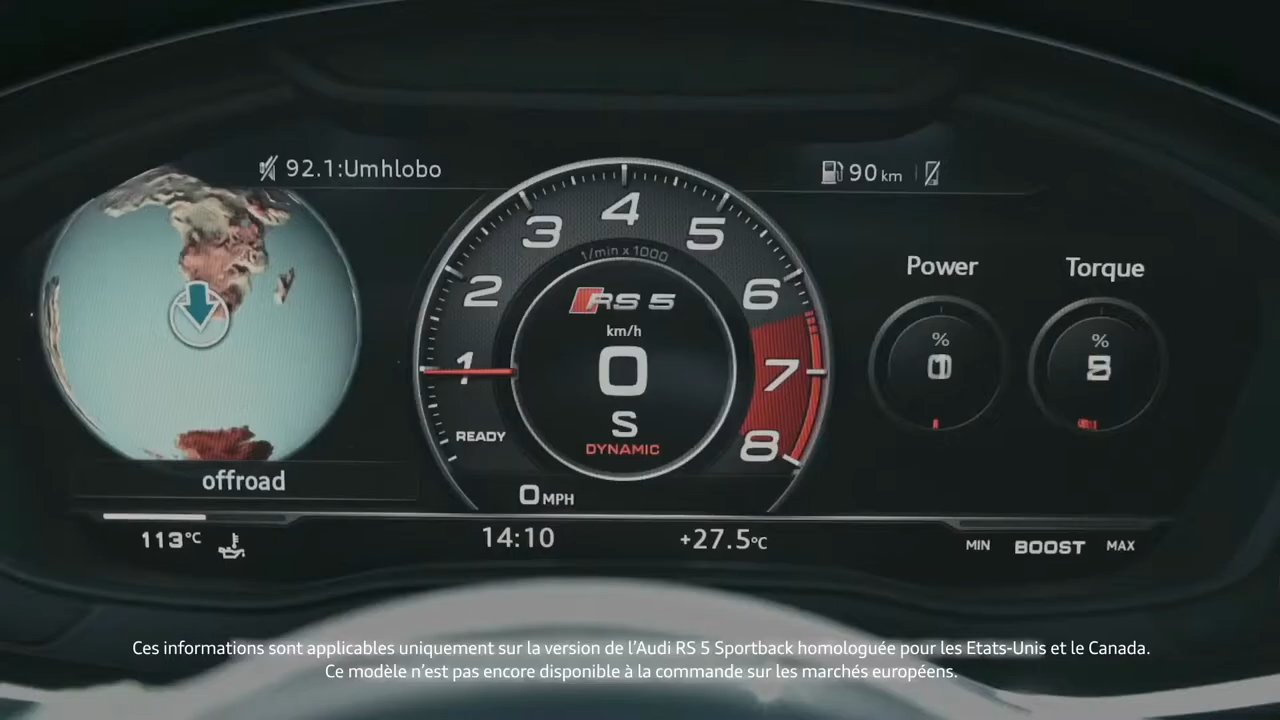 92.1:Umhlobo
90 km
1 2 3 4 5 6 7 8
1/min x 1000
RS 5
km/h
0
S
DYNAMIC
READY
0 MPH
Power
%
Torque
%
offroad
113°C
14:10
+27.5°C
MIN BOOST MAX
Ces informations sont applicables uniquement sur la version de l'Audi RS 5 Sportback homologuée pour les Etats-Unis et le Canada.
Ce modèle n'est pas encore disponible à la commande sur les marchés européens.